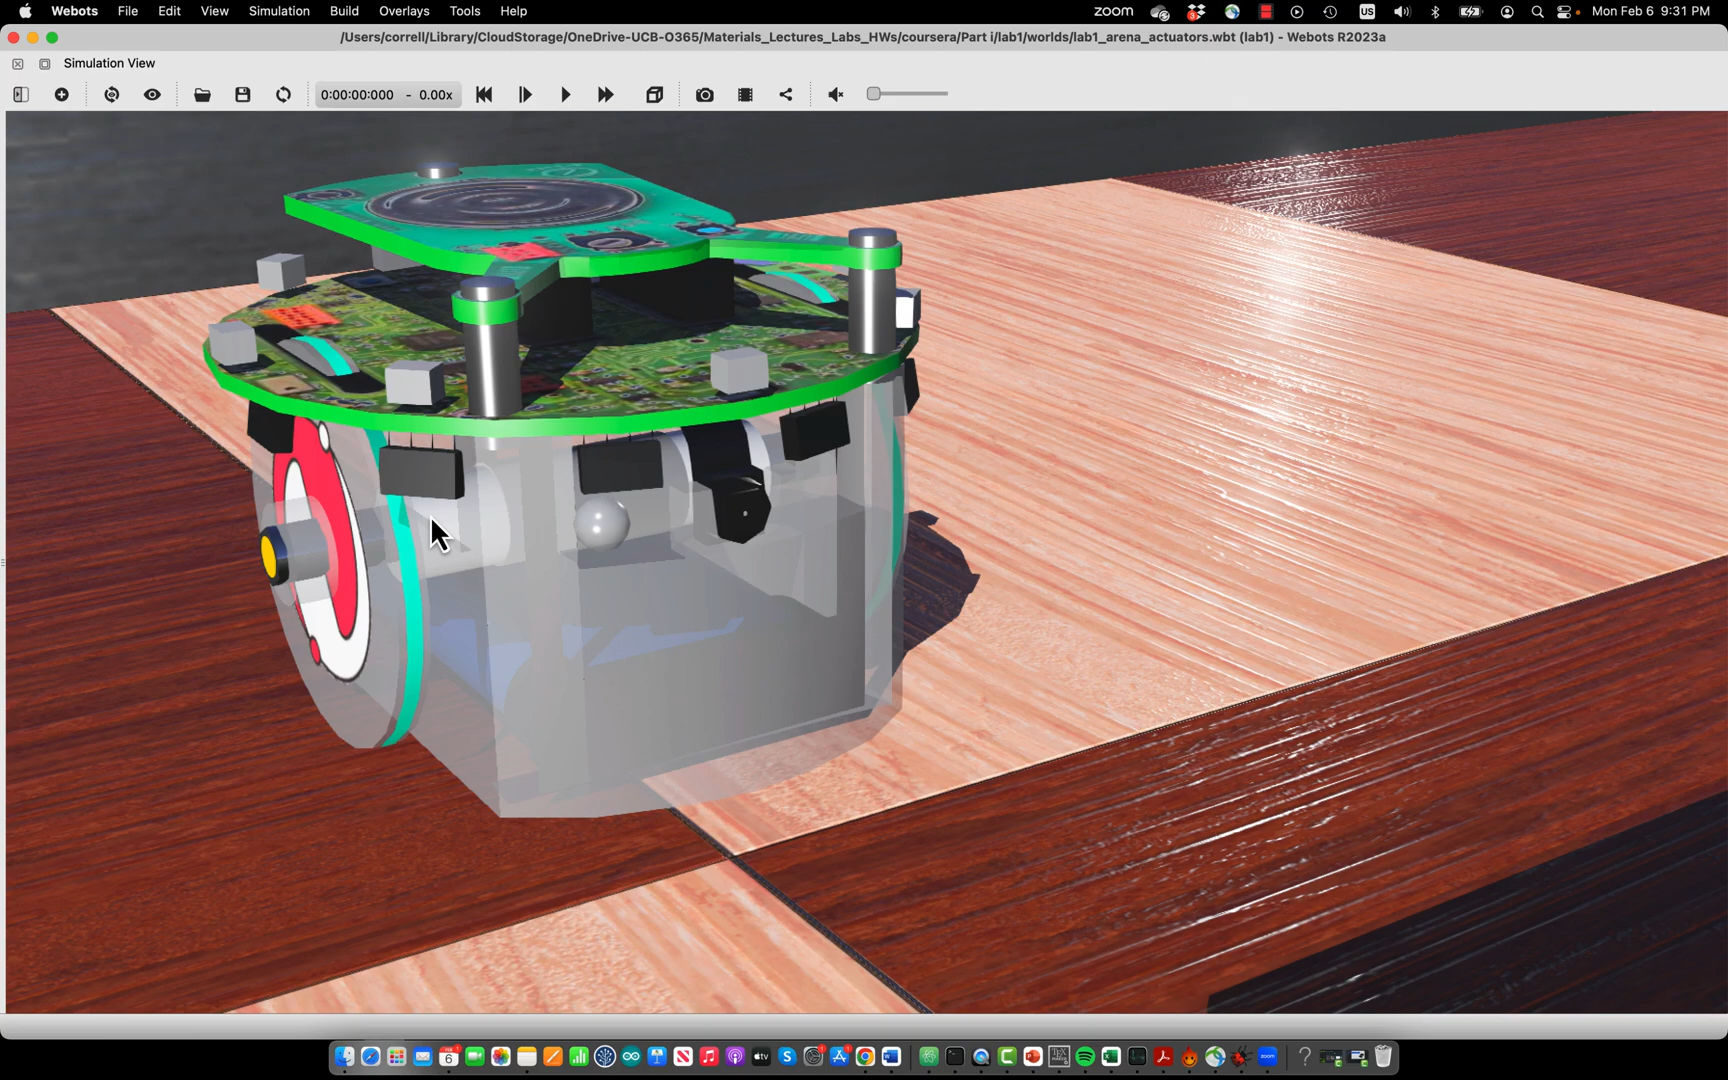 Webots File Edit View Simulation Build Overlays Tools Help zoom 3 US Mon Feb 6 9:31 PM
/Users/correll/Library/CloudStorage/OneDrive-UCB-O365/Materials_Lectures_Labs_HWs/coursera/Part i/lab1/worlds/lab1_arena_actuators.wbt (lab1) - Webots R2023a
Simulation View
0:00:00:000 - 0.00x